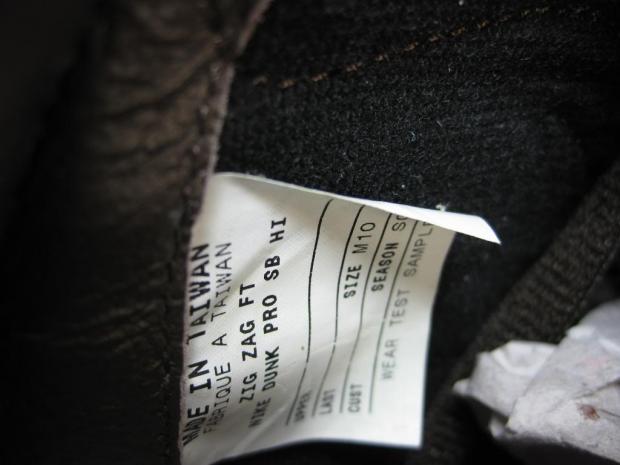 MADE IN TAIWAN
FABRIQUE A TAIWAN
ZIG ZAG FT
NIKE DUNK PRO SB HI
UPPER
LAST
CUST SIZE M10
SEASON
WEAR TEST SAMPLE